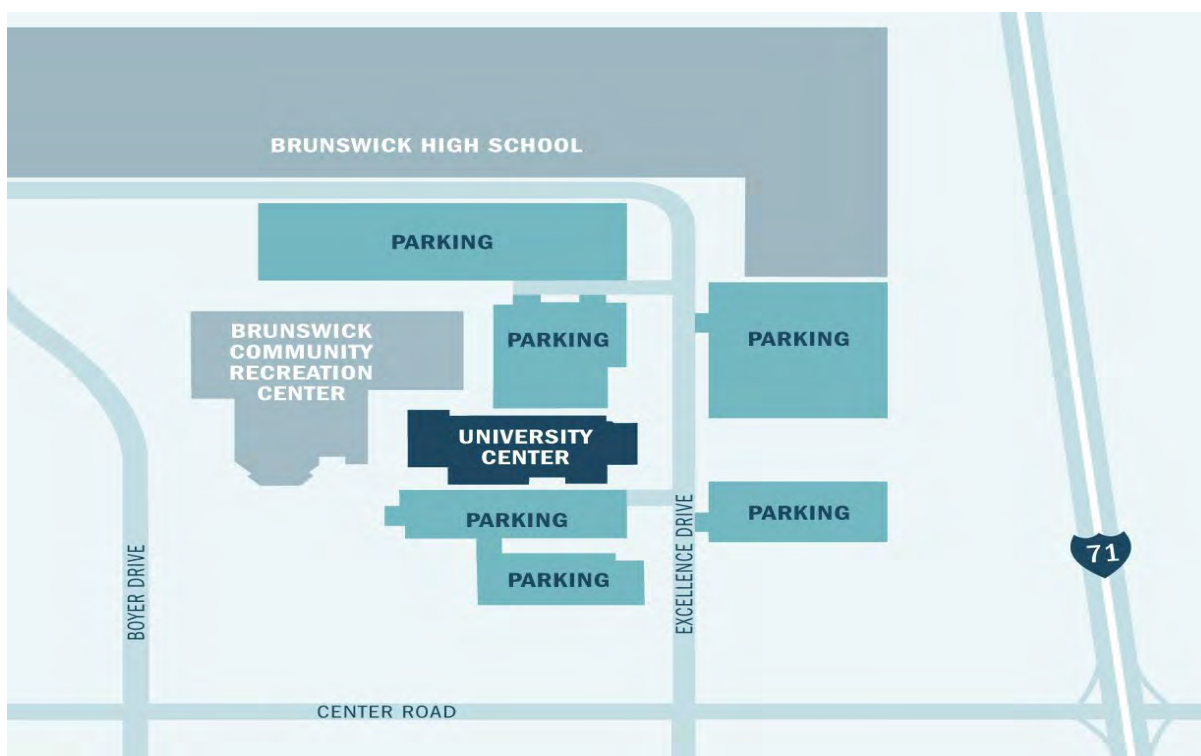 BRUNSWICK HIGH SCHOOL
PARKING
BRUNSWICK
COMMUNITY
RECREATION
CENTER
PARKING
PARKING
UNIVERSITY
CENTER
PARKING
PARKING
PARKING
BOYER DRIVE
EXCELLENCE DRIVE
71
CENTER ROAD